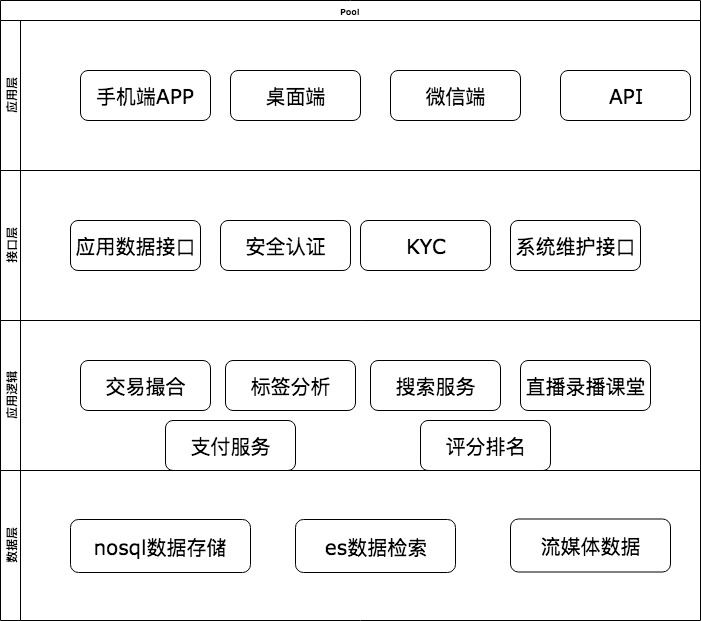 Pool
应用层
手机端APP
桌面端
微信端
API
接口层
应用数据接口
安全认证
KYC
系统维护接口
应用逻辑
交易撮合
标签分析
搜索服务
直播录播课堂
支付服务
评分排名
数据层
nosql数据存储
es数据检索
流媒体数据